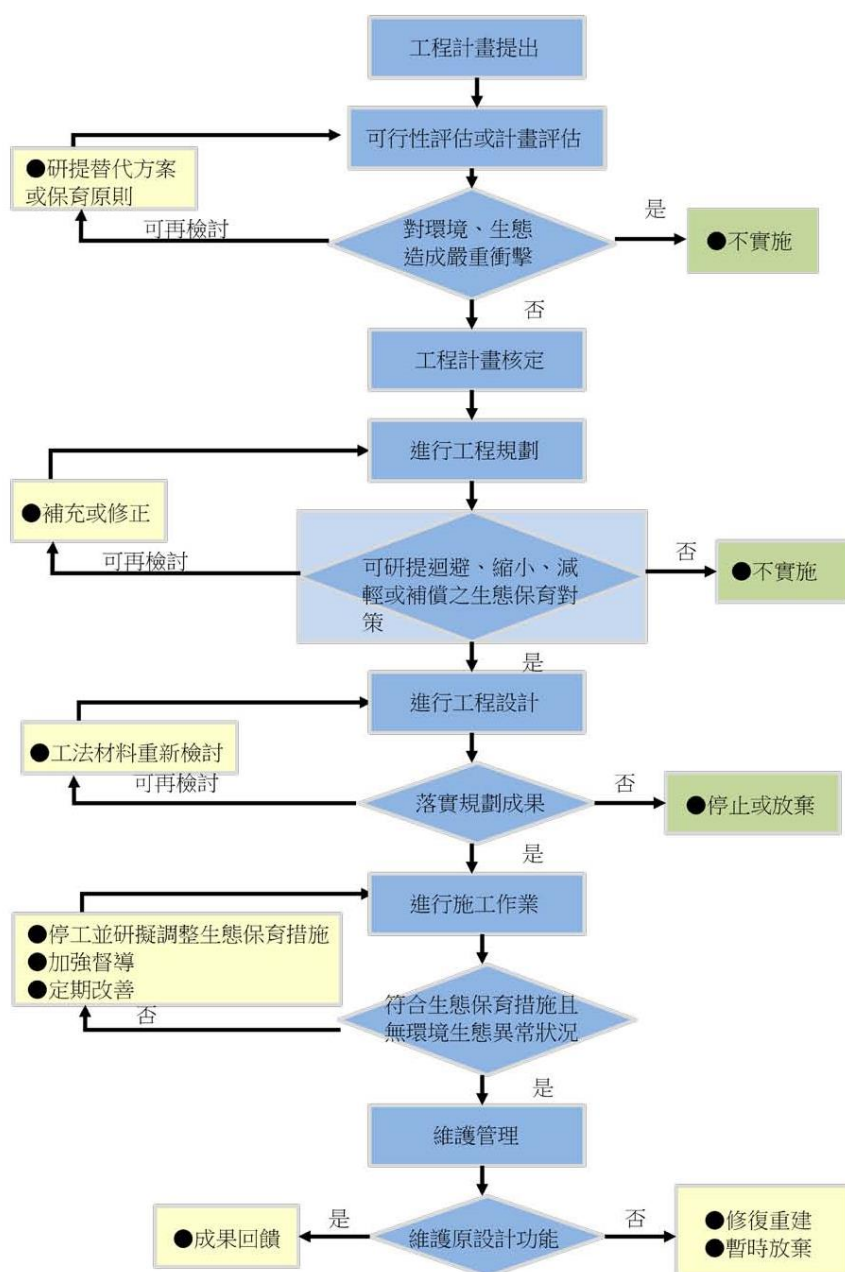 工程計畫提出
可行性評估或計畫評估
●研提替代方案
或保育原則
可再檢討
對環境、生態
造成嚴重衝擊
是
●不實施
否
工程計畫核定
進行工程規劃
●補充或修正
可再檢討
可研提迴避、縮小、減
輕或補償之生態保育對
策
否
●不實施
是
進行工程設計
●工法材料重新檢討
可再檢討
落實規劃成果
否
●停止或放棄
是
進行施工作業
●停工並研擬調整生態保育措施
●加強督導
●定期改善
否
符合生態保育措施且
無環境生態異常狀況
是
維護管理
●成果回饋
是
維護原設計功能
否
●修復重建
●暫時放棄